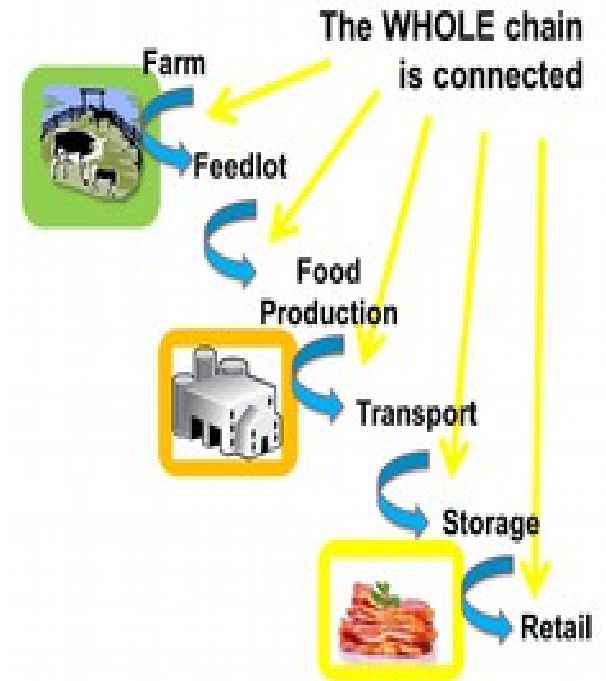 The WHOLE chain
is connected
Farm
Feedlot
Food
Production
Transport
Storage
Retail